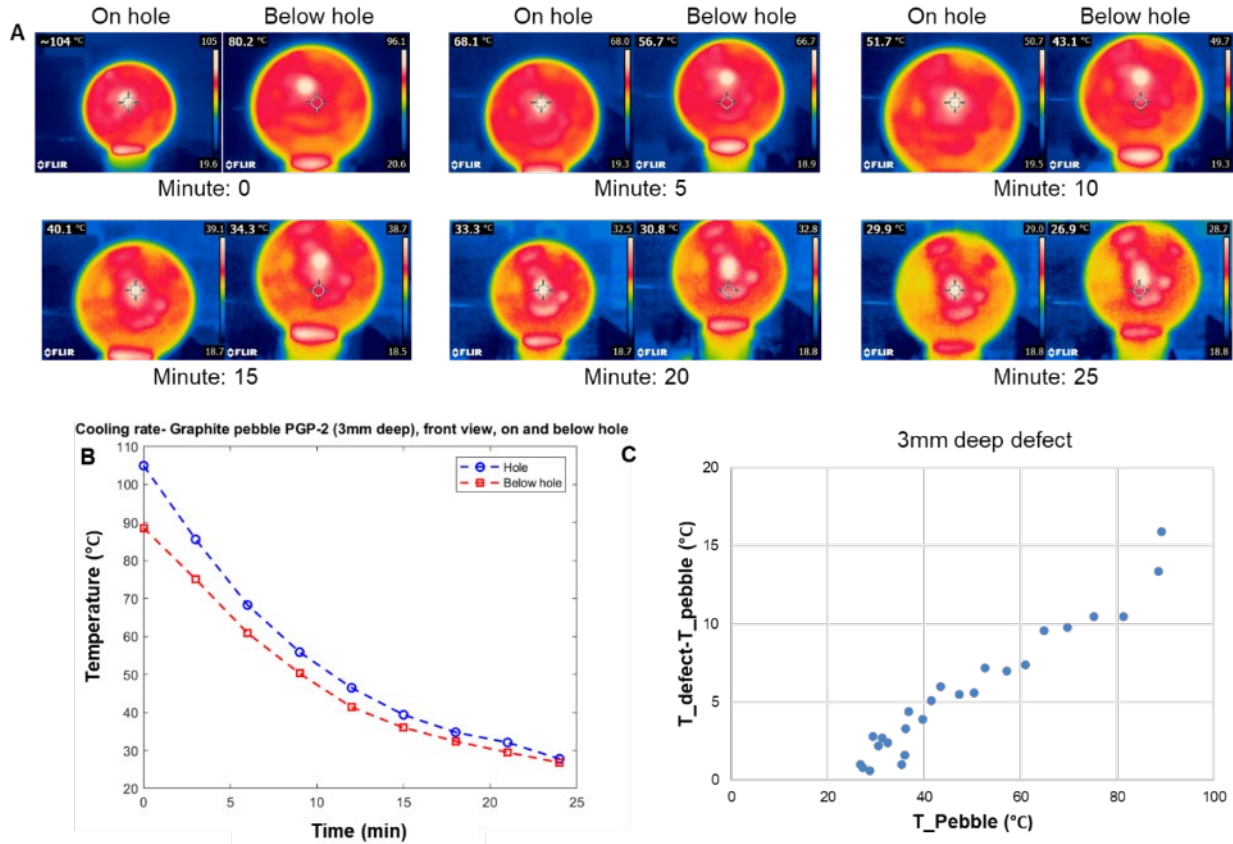 On hole
Below hole
On hole
Below hole
On hole
Below hole
A
~104 °C
105
19.6
FLIR
80.2 °C
96.1
20.6
FLIR
68.1 °C
68.0
19.3
FLIR
56.7 °C
66.7
18.9
FLIR
51.7 °C
50.7
19.5
FLIR
43.1 °C
49.7
19.3
FLIR
Minute: 0
Minute: 5
Minute: 10
40.1 °C
39.1
18.7
FLIR
34.3 °C
38.7
18.5
FLIR
33.3 °C
32.5
18.7
FLIR
30.8 °C
32.8
18.8
FLIR
29.9 °C
29.0
18.8
FLIR
26.9 °C
28.7
18.8
FLIR
Minute: 15
Minute: 20
Minute: 25
Cooling rate- Graphite pebble PGP-2 (3mm deep), front view, on and below hole
B
Hole
Below hole
110
100
90
80
70
60
50
40
30
20
Temperature (°C)
0
5
10
15
20
25
Time (min)
C
3mm deep defect
20
15
10
5
0
T_defect-T_pebble (°C)
0
20
40
60
80
100
T_Pebble (°C)